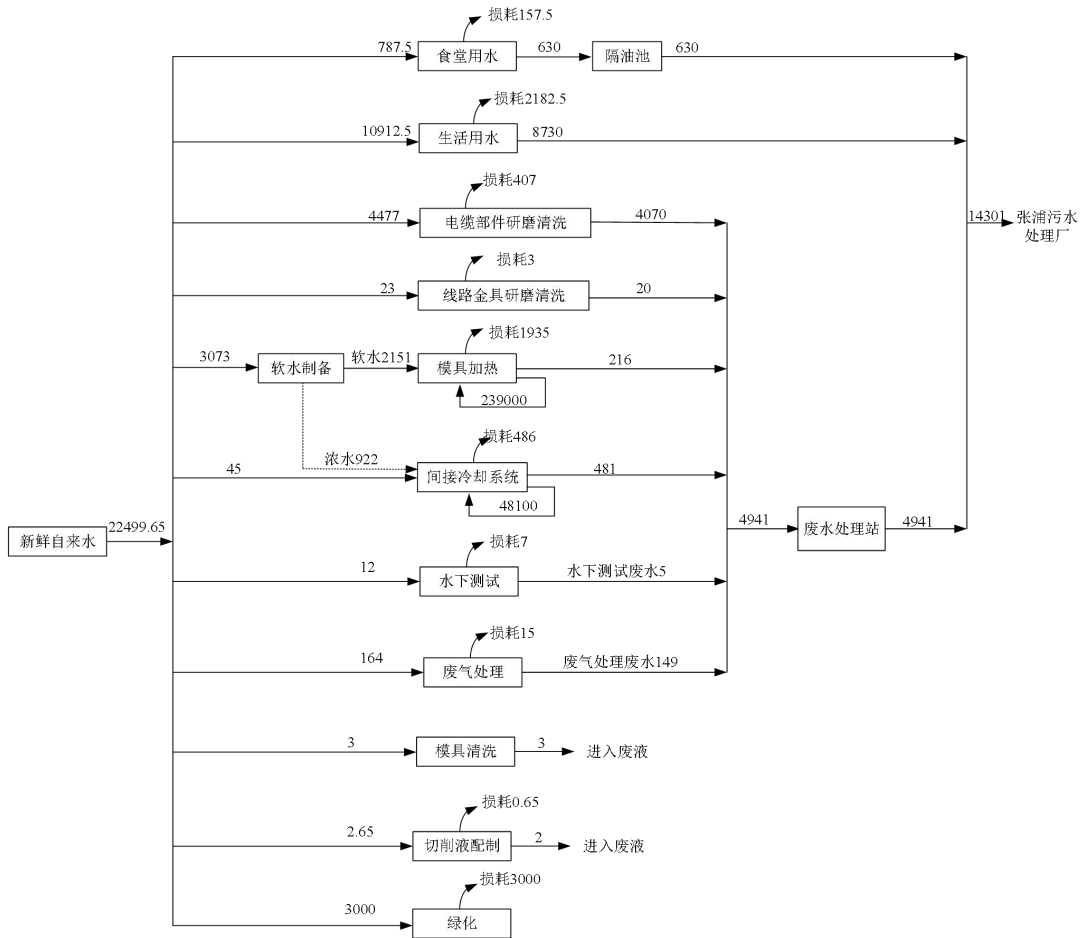 损耗157.5
787.5
食堂用水
630
隔油池
630
损耗2182.5
10912.5
生活用水
8730
损耗407
4477
电缆部件研磨清洗
4070
14301
张浦污水
处理厂
损耗3
23
线路金具研磨清洗
20
损耗1935
3073
软水制备
软水2151
模具加热
216
239000
损耗486
浓水922
45
间接冷却系统
481
48100
新鲜自来水
22499.65
4941
废水处理站
4941
损耗7
12
水下测试
水下测试废水5
损耗15
164
废气处理
废气处理废水149
3
模具清洗
3
进入废液
损耗0.65
2.65
切削液配制
2
进入废液
损耗3000
3000
绿化